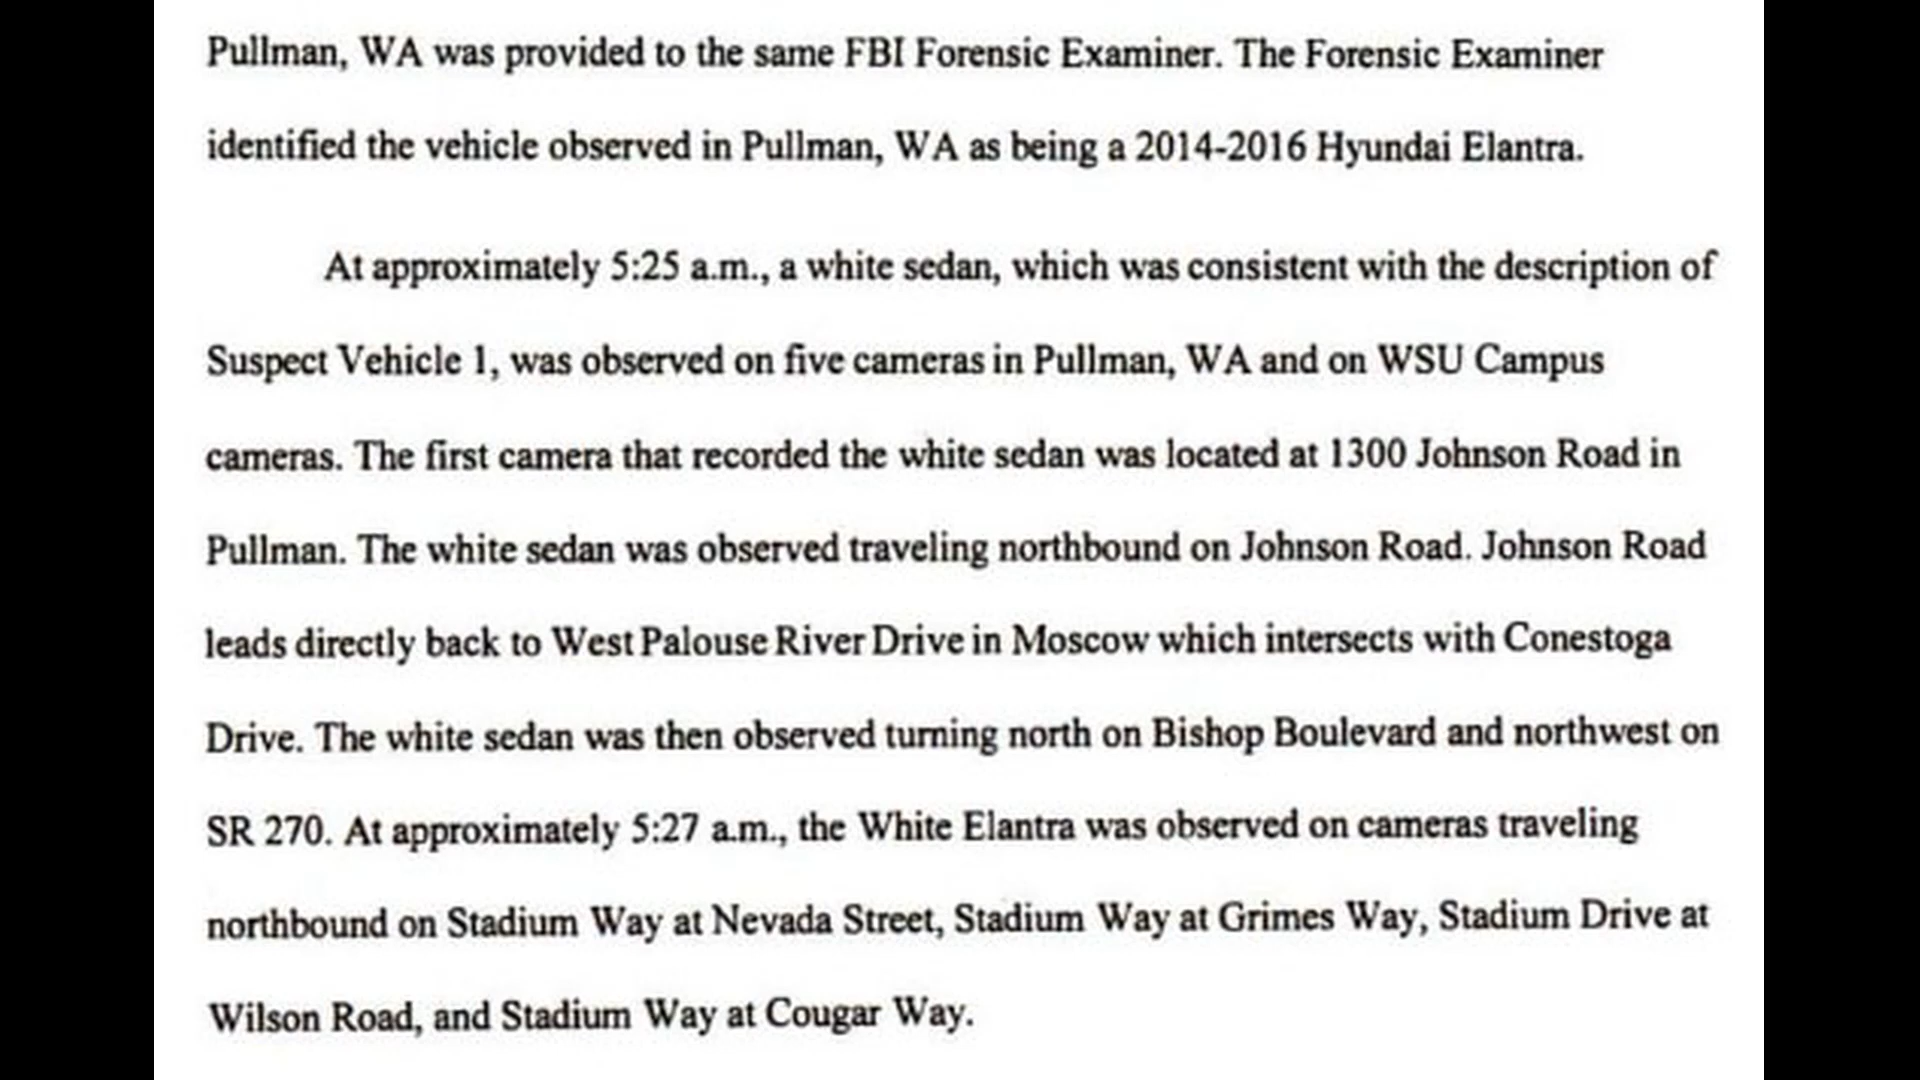 Pullman, WA was provided to the same FBI Forensic Examiner. The Forensic Examiner
identified the vehicle observed in Pullman, WA as being a 2014-2016 Hyundai Elantra.
At approximately 5:25 a.m., a white sedan, which was consistent with the description of
Suspect Vehicle 1, was observed on five cameras in Pullman, WA and on WSU Campus
cameras. The first camera that recorded the white sedan was located at 1300 Johnson Road in
Pullman. The white sedan was observed traveling northbound on Johnson Road. Johnson Road
leads directly back to West Palouse River Drive in Moscow which intersects with Conestoga
Drive. The white sedan was then observed turning north on Bishop Boulevard and northwest on
SR 270. At approximately 5:27 a.m., the White Elantra was observed on cameras traveling
northbound on Stadium Way at Nevada Street, Stadium Way at Grimes Way, Stadium Drive at
Wilson Road, and Stadium Way at Cougar Way.